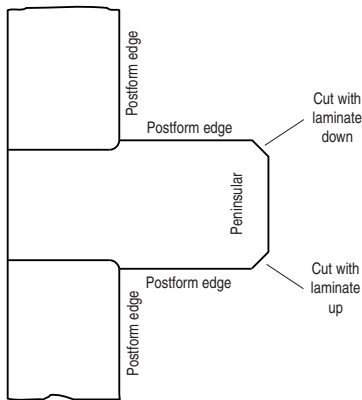 Postform edge
Postform edge
Cut with
laminate
down
Peninsular
Postform edge
Postform edge
Cut with
laminate
up